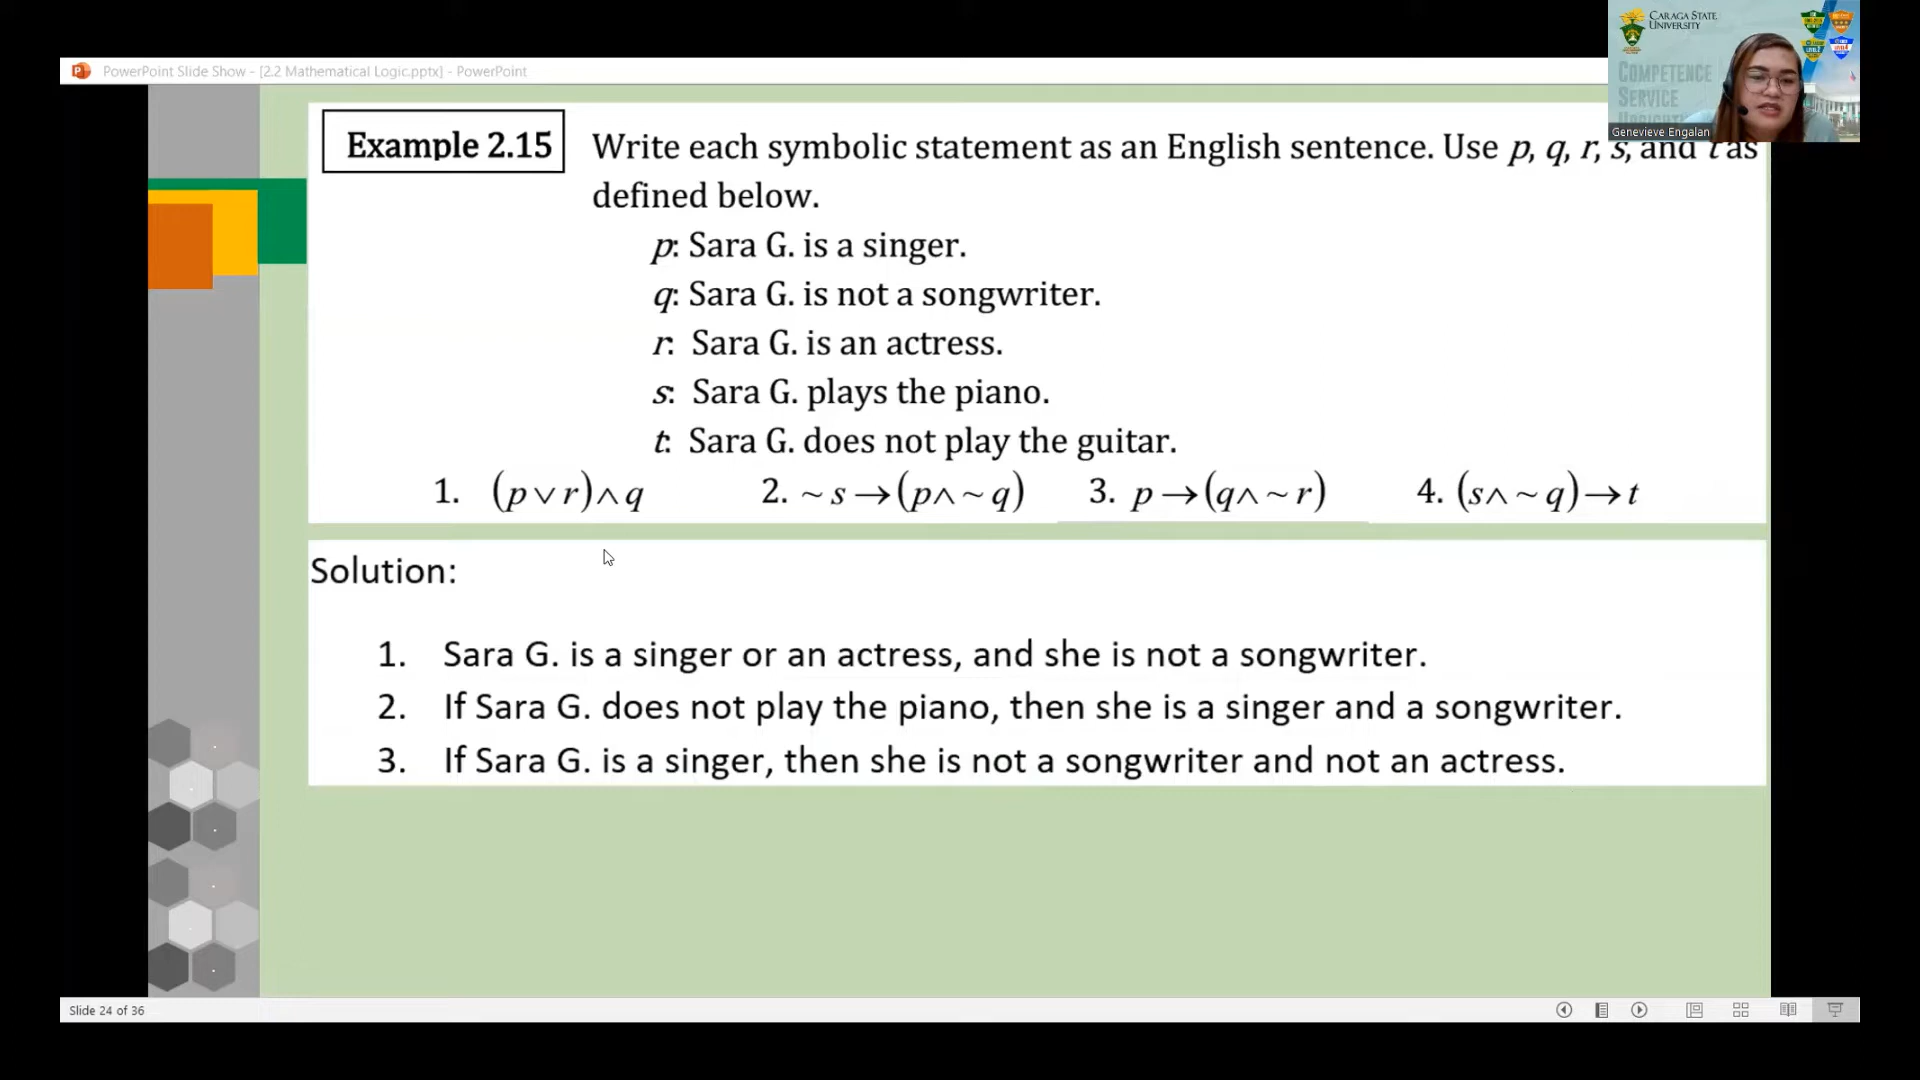 PowerPoint Slide Show - [2.2 Mathematical Logic.pptx] - PowerPoint
CARAGA STATE
UNIVERSITY
COMPETENCE
SERVICE
Genevieve Engalan
Example 2.15 Write each symbolic statement as an English sentence. Use p, q, r, s, and t as
defined below.
p: Sara G. is a singer.
q: Sara G. is not a songwriter.
r: Sara G. is an actress.
s: Sara G. plays the piano.
t: Sara G. does not play the guitar.
1. (p∨r)∧q 2. ~s→(p∧~q) 3. p→(q∧~r) 4. (s∧~q)→t
Solution:
1. Sara G. is a singer or an actress, and she is not a songwriter.
2. If Sara G. does not play the piano, then she is a singer and a songwriter.
3. If Sara G. is a singer, then she is not a songwriter and not an actress.
Slide 24 of 36